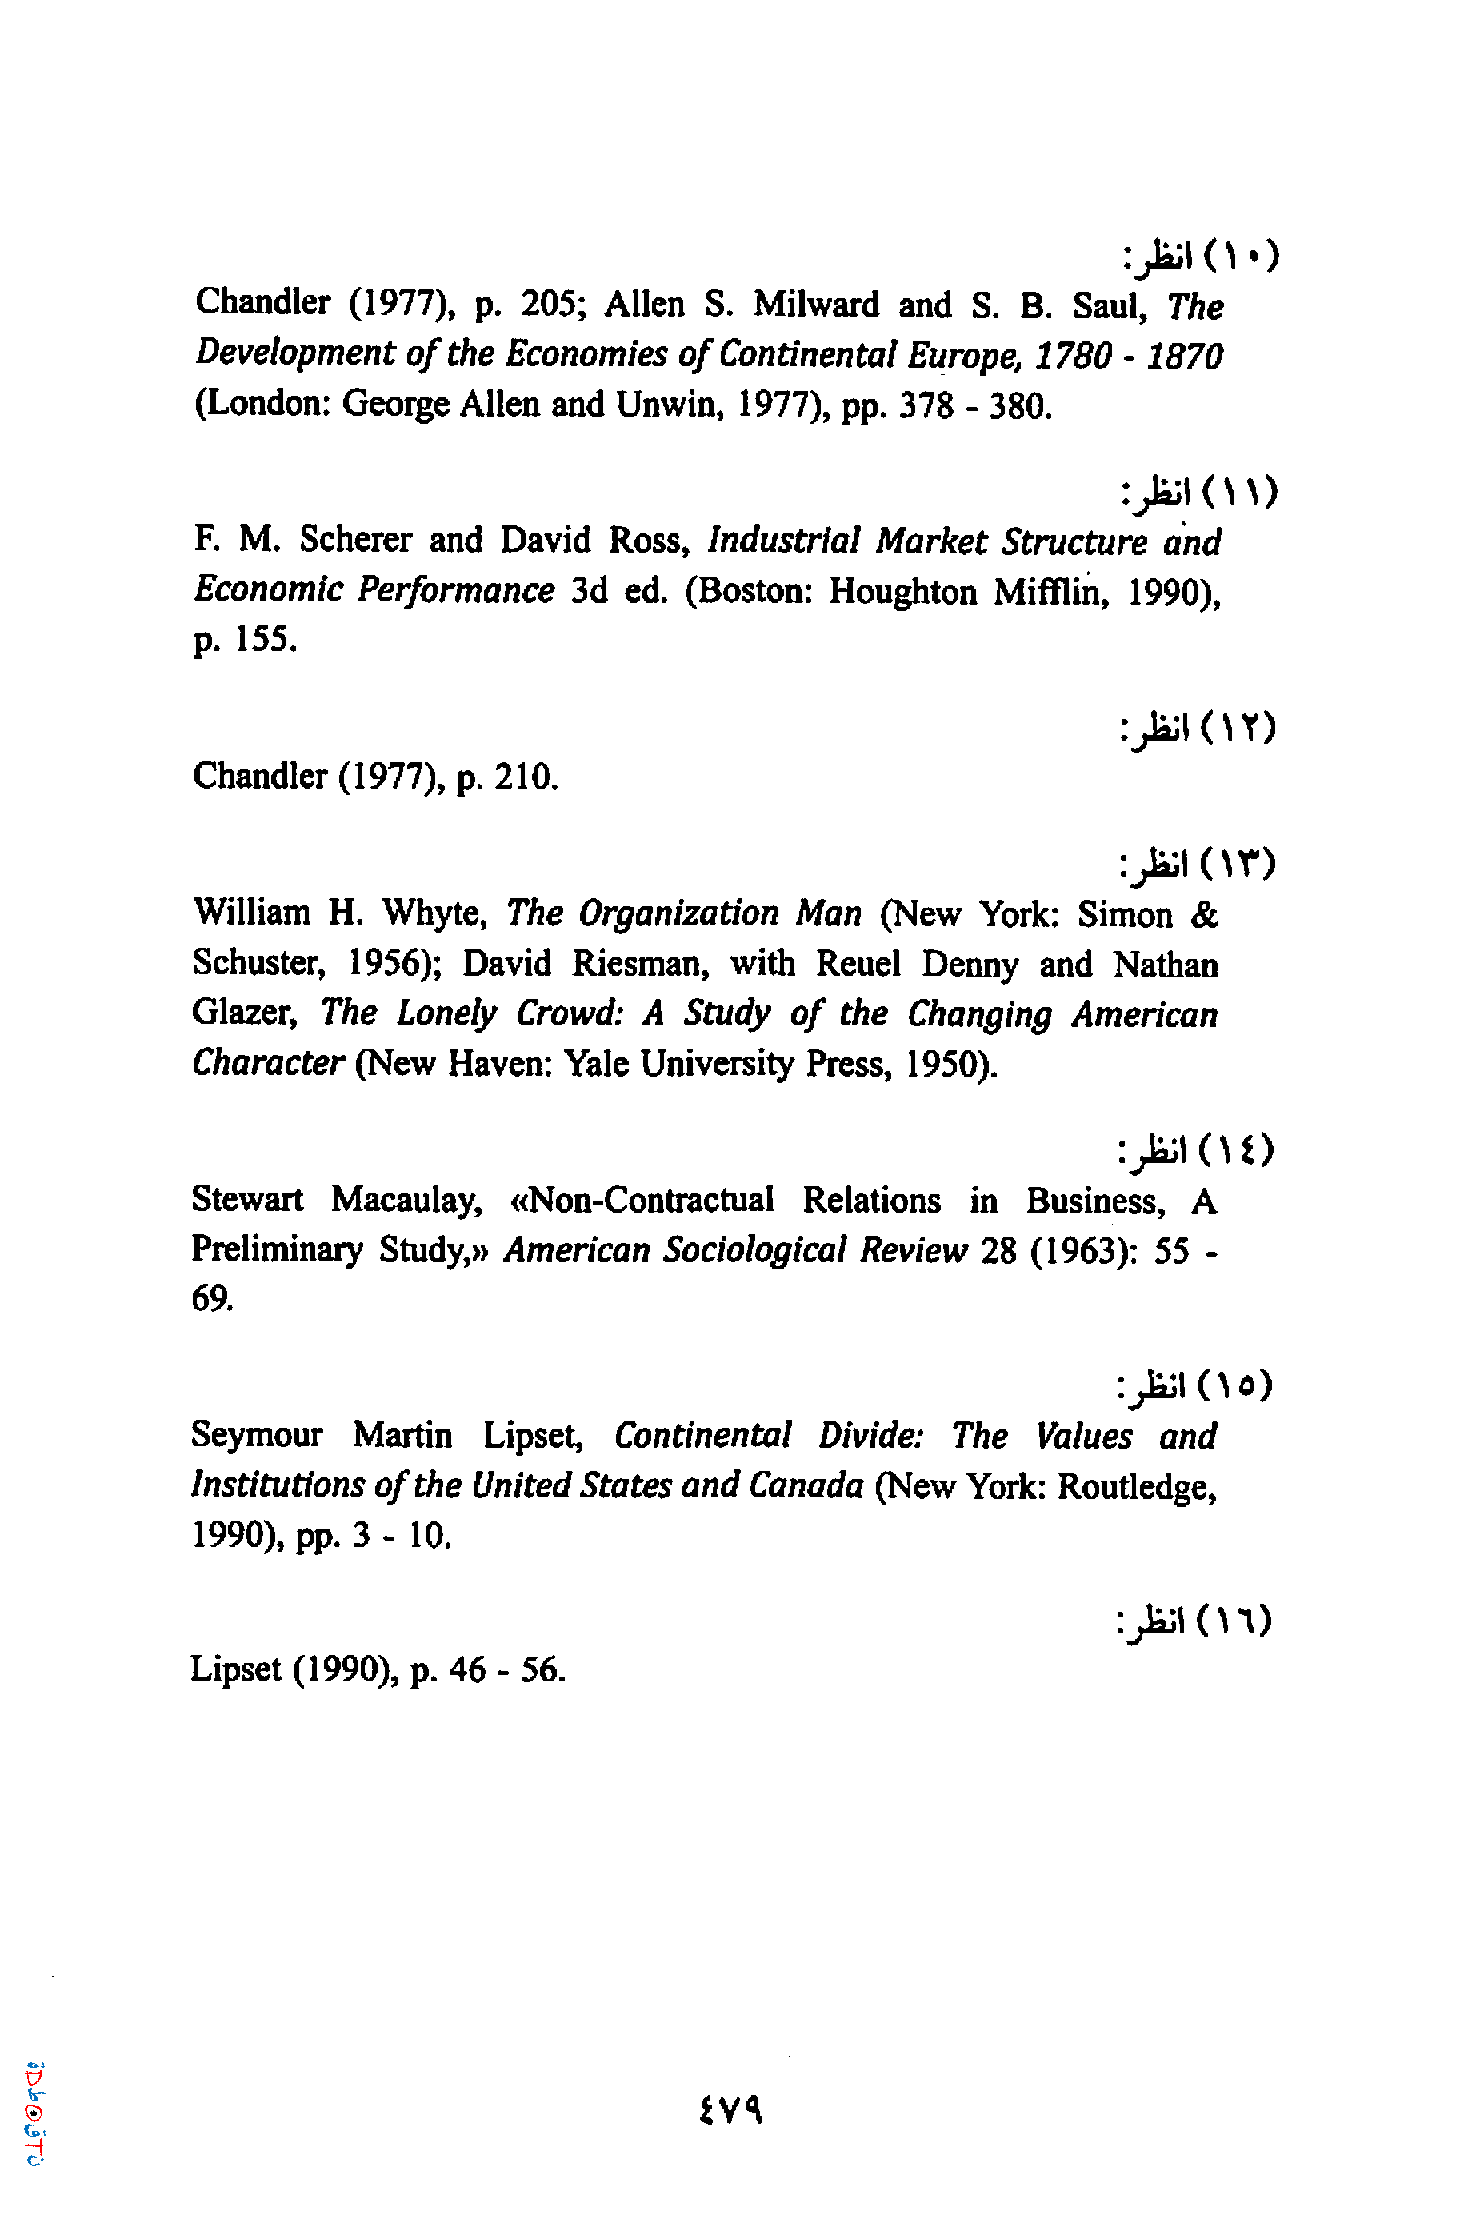 (١٠) انظر:
Chandler (1977), p. 205; Allen S. Milward and S. B. Saul, The
Development of the Economies of Continental Europe, 1780 - 1870
(London: George Allen and Unwin, 1977), pp. 378 - 380.
(١١) انظر:
F. M. Scherer and David Ross, Industrial Market Structure and
Economic Performance 3d ed. (Boston: Houghton Mifflin, 1990),
p. 155.
(١٢) انظر:
Chandler (1977), p. 210.
(١٣) انظر:
William H. Whyte, The Organization Man (New York: Simon &
Schuster, 1956); David Riesman, with Reuel Denny and Nathan
Glazer, The Lonely Crowd: A Study of the Changing American
Character (New Haven: Yale University Press, 1950).
(١٤) انظر:
Stewart Macaulay, «Non-Contractual Relations in Business, A
Preliminary Study,» American Sociological Review 28 (1963): 55 -
69.
(١٥) انظر:
Seymour Martin Lipset, Continental Divide: The Values and
Institutions of the United States and Canada (New York: Routledge,
1990), pp. 3 - 10.
(١٦) انظر:
Lipset (1990), p. 46 - 56.
٤٧٩